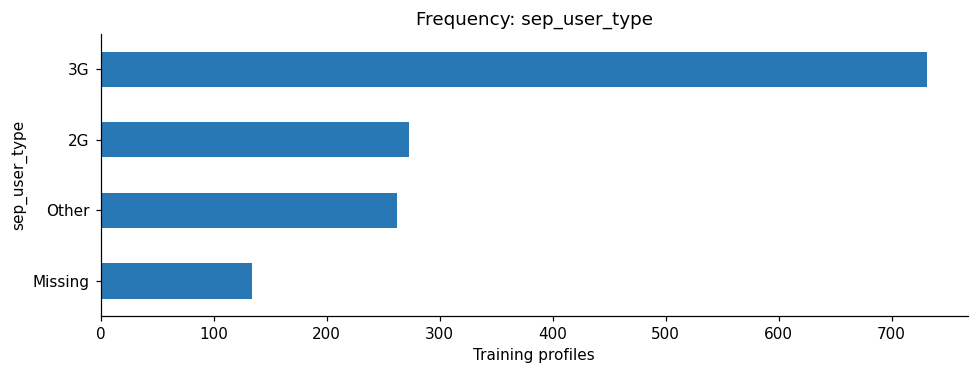 Frequency: sep_user_type
sep_user_type
3G
2G
Other
Missing
0 100 200 300 400 500 600 700
Training profiles